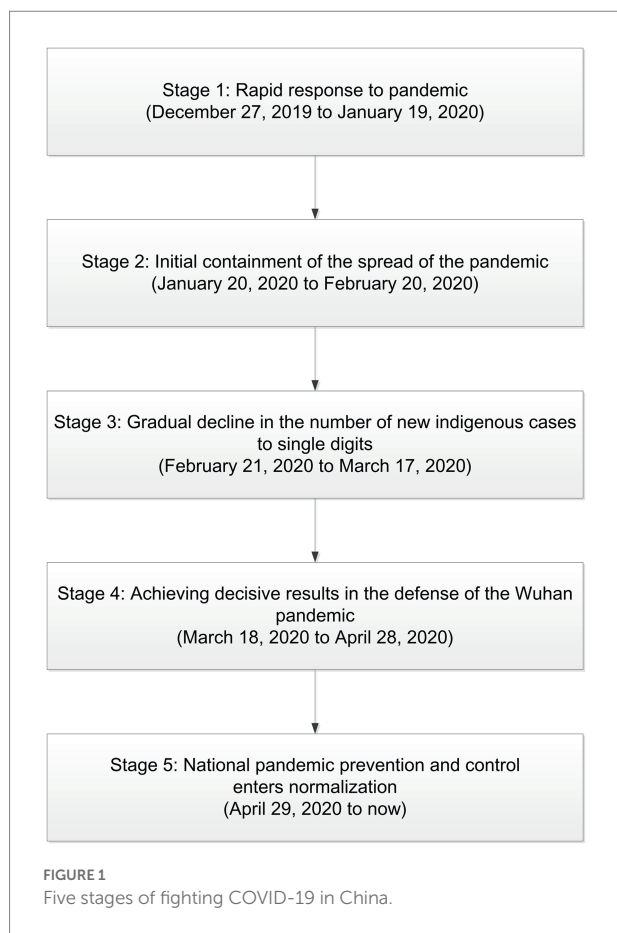 Stage 1: Rapid response to pandemic
(December 27, 2019 to January 19, 2020)
Stage 2: Initial containment of the spread of the pandemic
(January 20, 2020 to February 20, 2020)
Stage 3: Gradual decline in the number of new indigenous cases
to single digits
(February 21, 2020 to March 17, 2020)
Stage 4: Achieving decisive results in the defense of the Wuhan
pandemic
(March 18, 2020 to April 28, 2020)
Stage 5: National pandemic prevention and control
enters normalization
(April 29, 2020 to now)
FIGURE 1
Five stages of fighting COVID-19 in China.